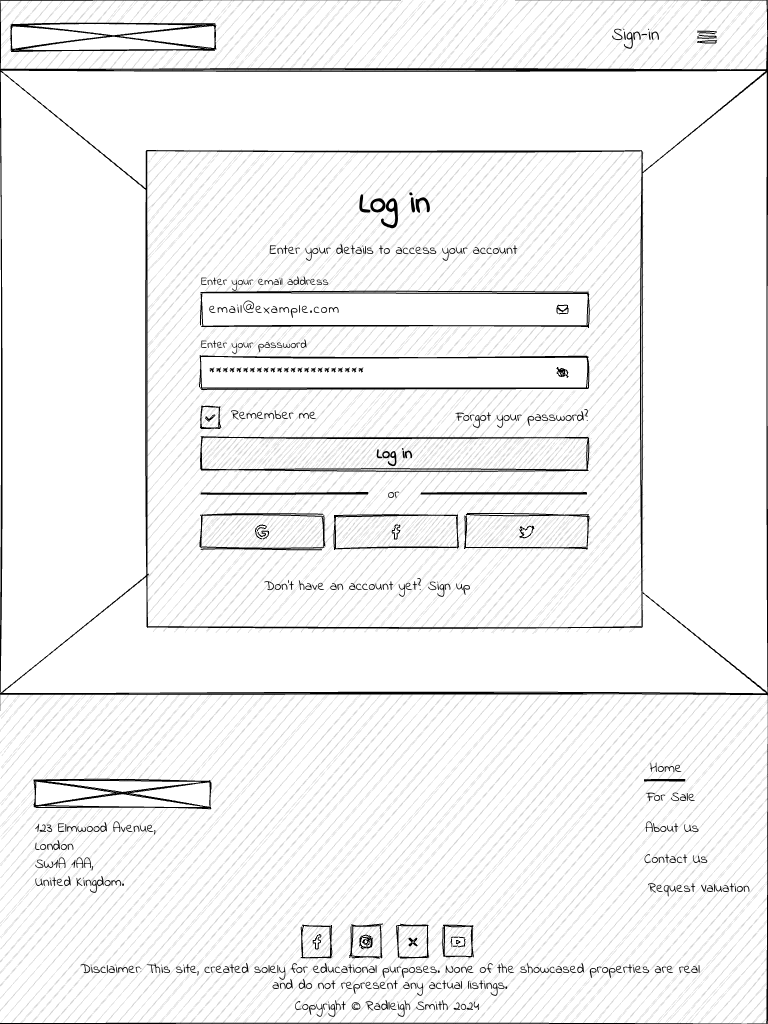 Sign-in
Log in
Enter your details to access your account
Enter your email address
email@example.com
Enter your password
***********************
Remember me
Forgot your password?
Log in
or
Don't have an account yet? Sign up
Home
For Sale
About Us
Contact Us
Request Valuation
123 Elmwood Avenue,
London
SW1A 1AA,
United Kingdom.
Disclaimer: This site, created solely for educational purposes. None of the showcased properties are real
and do not represent any actual listings.
Copyright © Radleigh Smith 2024